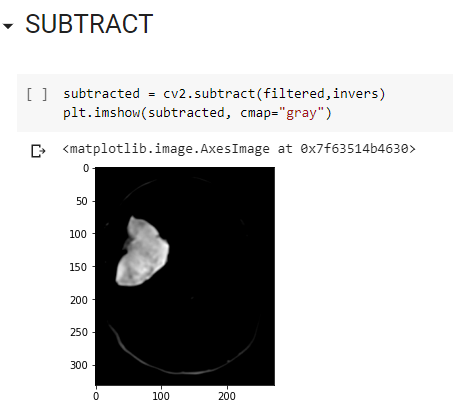 SUBTRACT
[ ] subtracted = cv2.subtract(filtered,invers)
plt.imshow(subtracted, cmap="gray")
<matplotlib.image.AxesImage at 0x7f63514b4630>
0
50
100
150
200
250
300
0 100 200